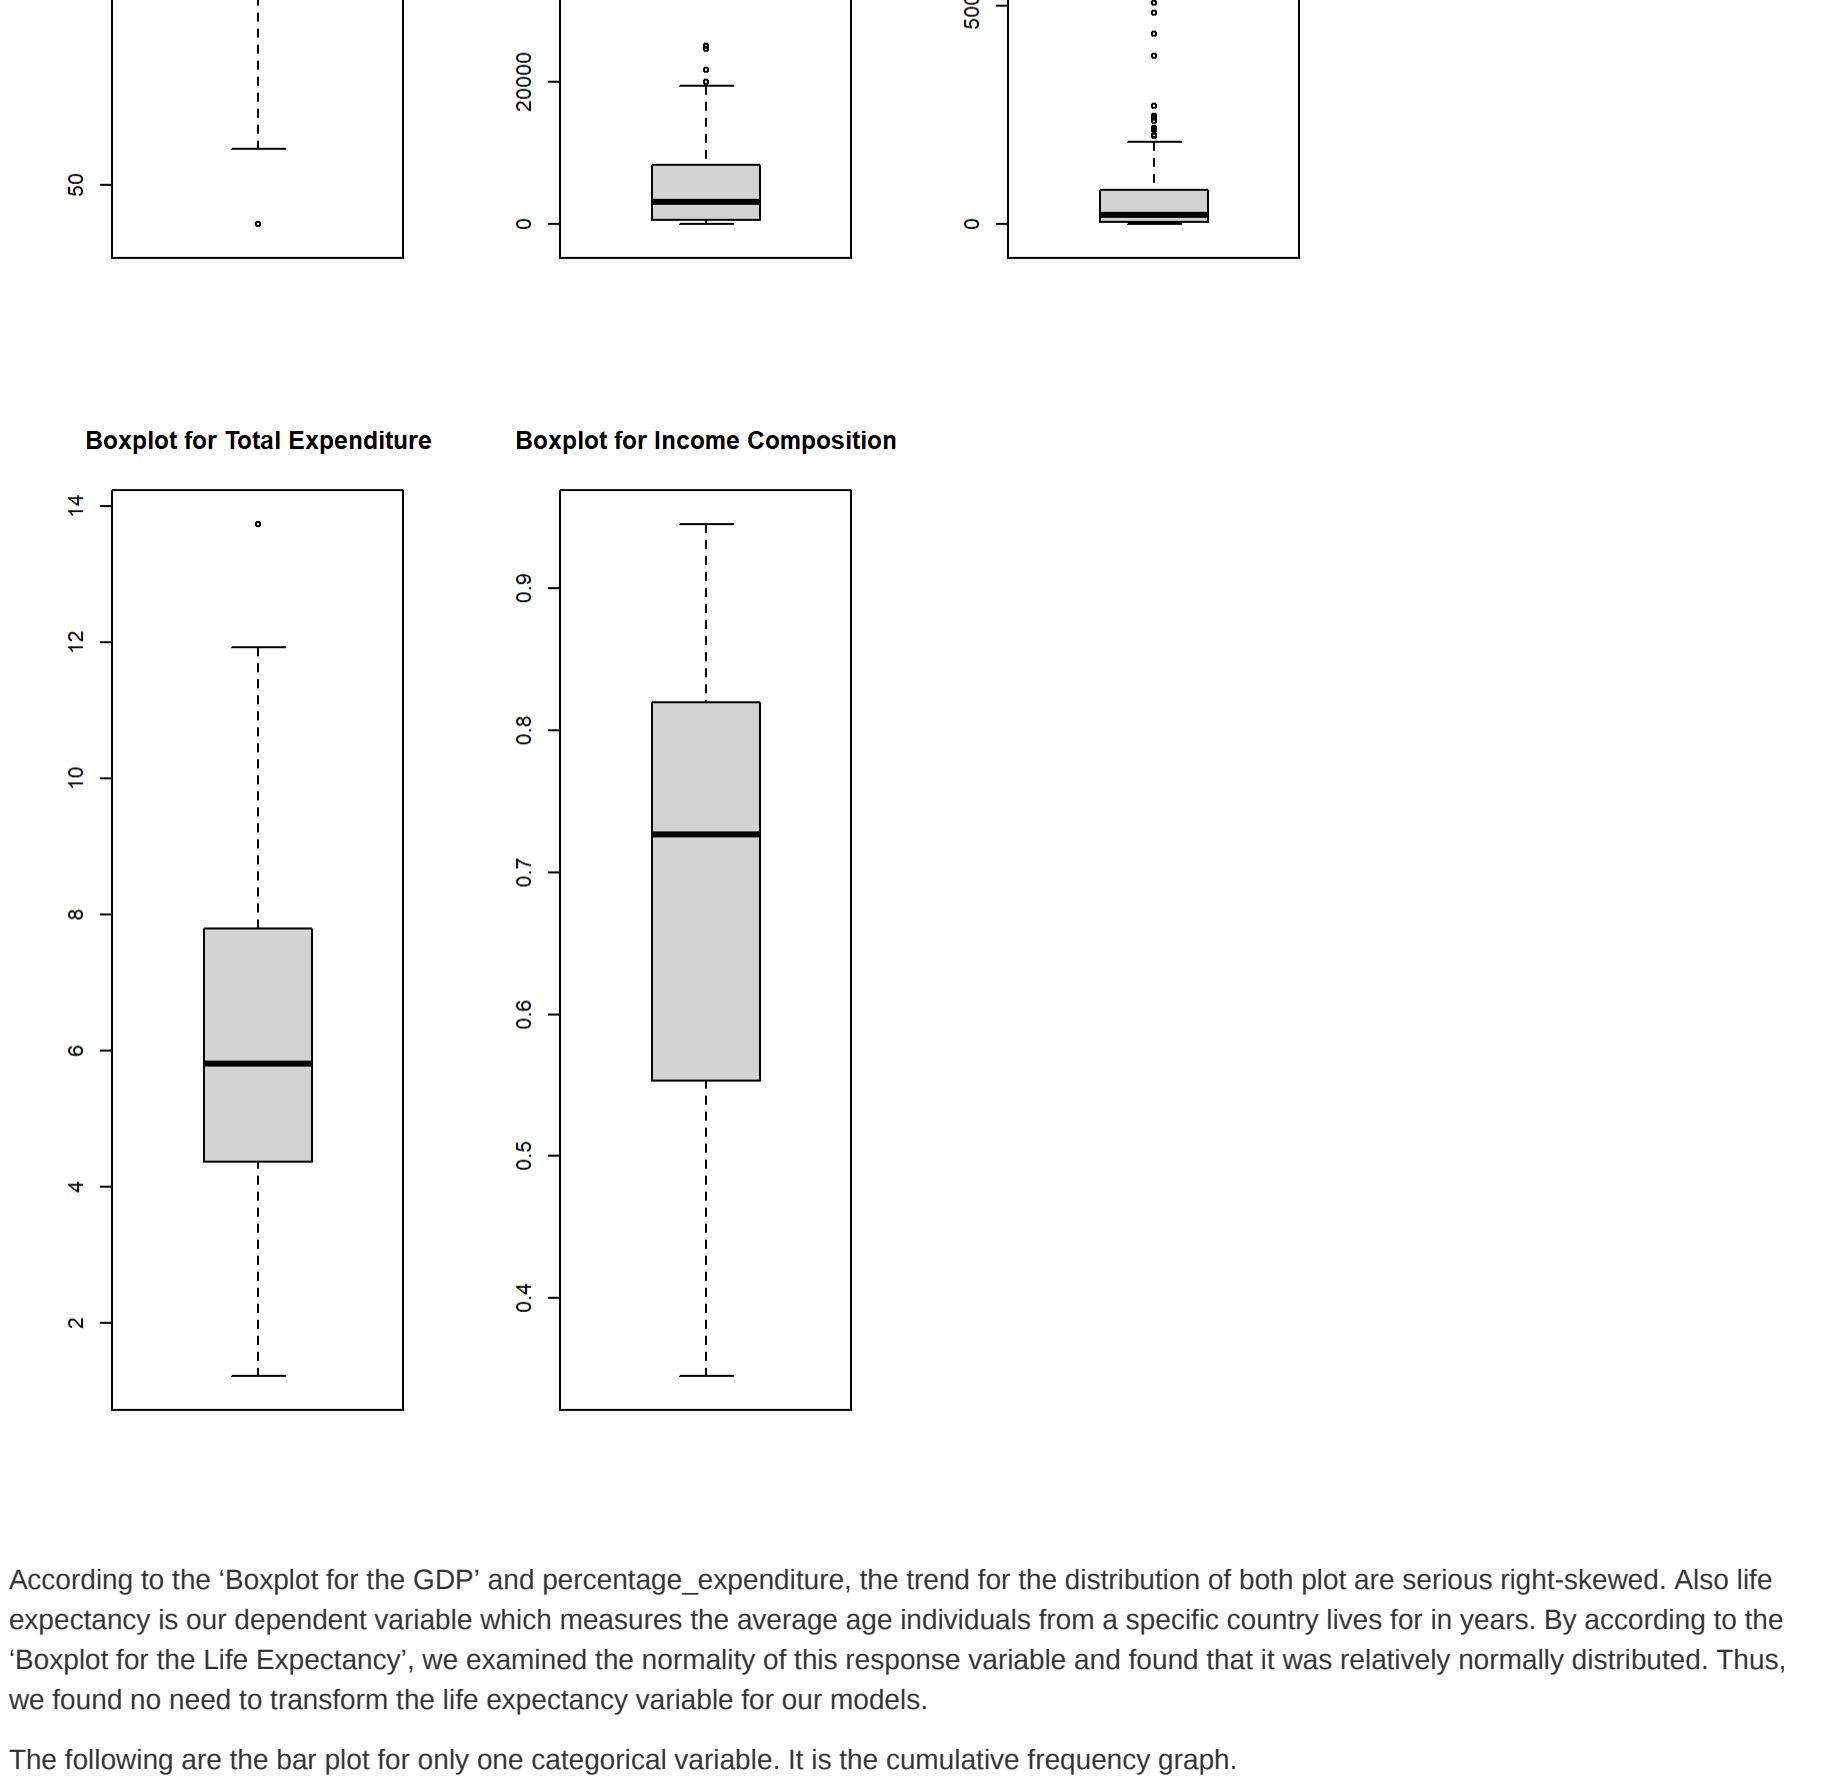 50
0
20000
0
500
Boxplot for Total Expenditure
14
12
10
8
6
4
2
Boxplot for Income Composition
0.9
0.8
0.7
0.6
0.5
0.4
According to the ‘Boxplot for the GDP’ and percentage_expenditure, the trend for the distribution of both plot are serious right-skewed. Also life
expectancy is our dependent variable which measures the average age individuals from a specific country lives for in years. By according to the
‘Boxplot for the Life Expectancy’, we examined the normality of this response variable and found that it was relatively normally distributed. Thus,
we found no need to transform the life expectancy variable for our models.
The following are the bar plot for only one categorical variable. It is the cumulative frequency graph.